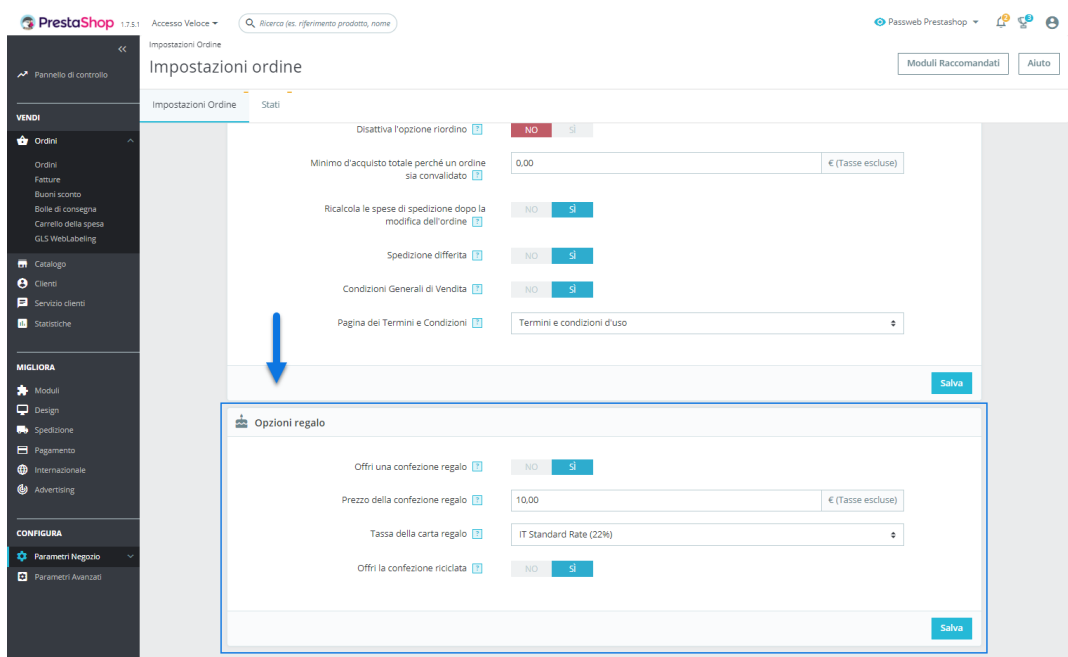 PrestaShop 1.7.5.1 Accesso Veloce Ricerca (es. riferimento prodotto, nome Passweb Prestashop 2 3
Impostazioni Ordine
Impostazioni ordine
Moduli Raccomandati Aiuto
Impostazioni Ordine Stati
Pannello di controllo
VENDI
Ordini
Ordini
Fatture
Buoni sconto
Bolle di consegna
Carrello della spesa
GLS WebLabeling
Catalogo
Clienti
Servizio clienti
Statistiche
MIGLIORA
Moduli
Design
Spedizione
Pagamento
Internazionale
Advertising
CONFIGURA
Parametri Negozio
Parametri Avanzati
Disattiva l'opzione riordino ? NO SÌ
Minimo d'acquisto totale perché un ordine
sia convalidato ? 0,00 € (Tasse escluse)
Ricalcola le spese di spedizione dopo la
modifica dell'ordine ? NO SÌ
Spedizione differita ? NO SÌ
Condizioni Generali di Vendita ? NO SÌ
Pagina dei Termini e Condizioni ? Termini e condizioni d'uso
Salva
Opzioni regalo
Offri una confezione regalo ? NO SÌ
Prezzo della confezione regalo ? 10,00 € (Tasse escluse)
Tassa della carta regalo ? IT Standard Rate (22%)
Offri la confezione riciclata ? NO SÌ
Salva